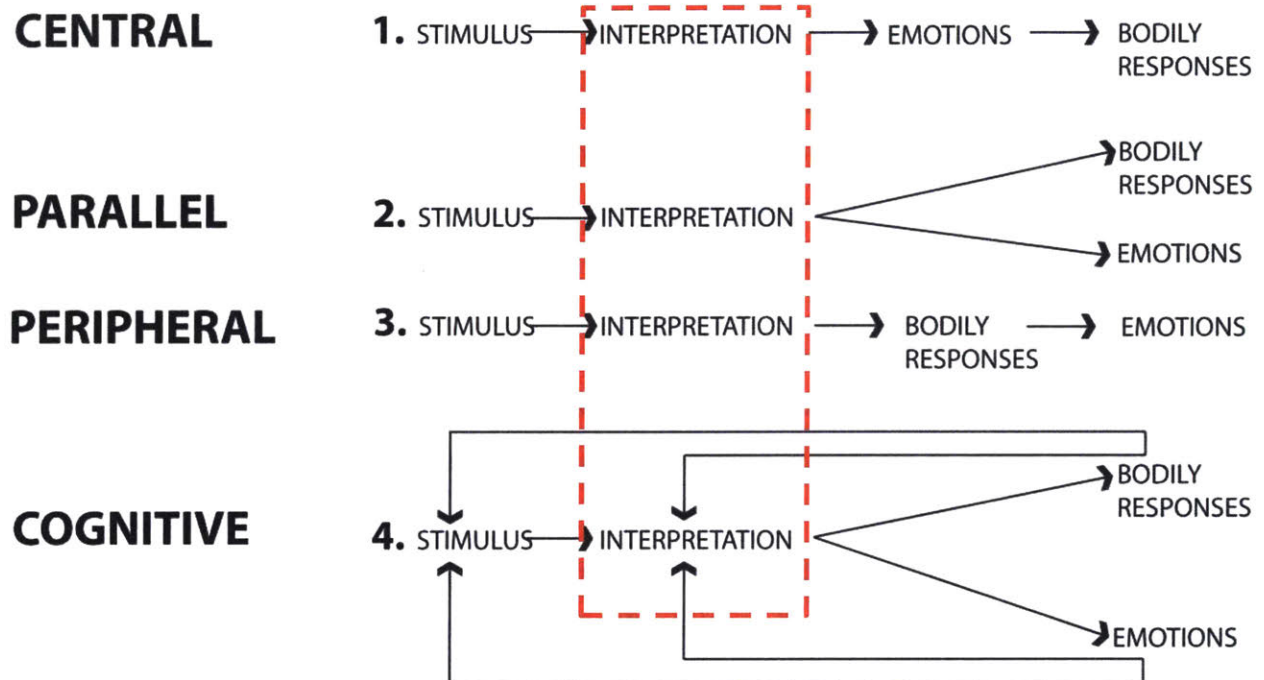 CENTRAL
1. STIMULUS INTERPRETATION EMOTIONS BODILY
RESPONSES
BODILY
RESPONSES
PARALLEL
2. STIMULUS INTERPRETATION
EMOTIONS
PERIPHERAL
3. STIMULUS INTERPRETATION BODILY EMOTIONS
RESPONSES
BODILY
RESPONSES
COGNITIVE
4. STIMULUS INTERPRETATION
EMOTIONS